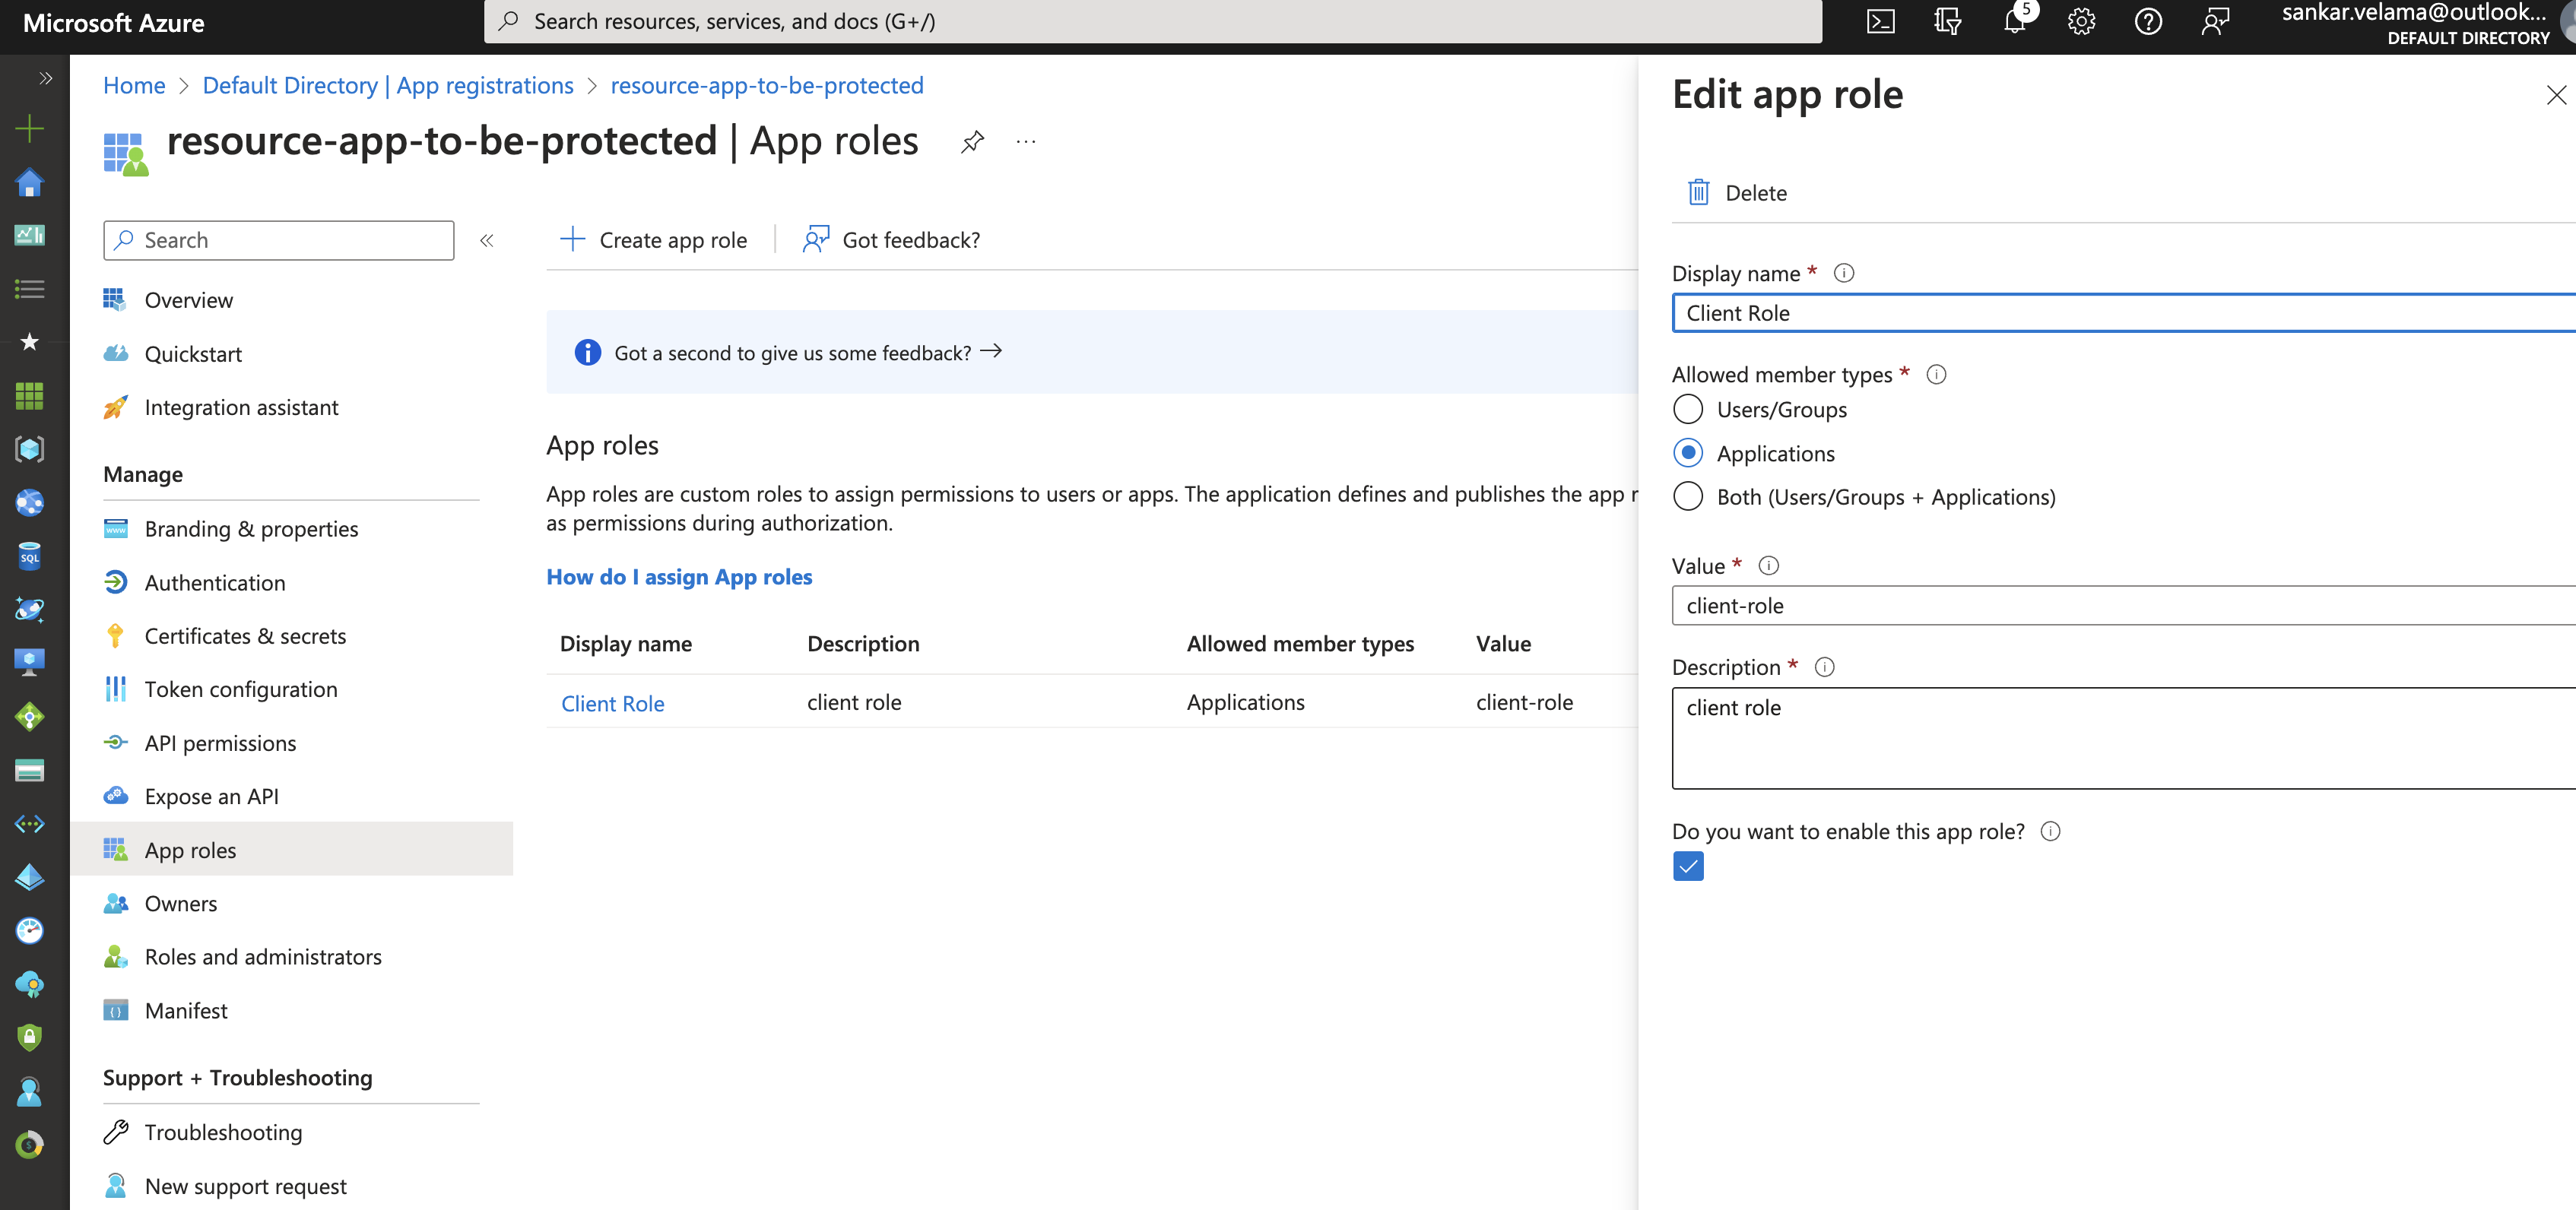 Microsoft Azure
Search resources, services, and docs (G+/)
5
sankar.velama@outlook...
DEFAULT DIRECTORY
Home > Default Directory | App registrations > resource-app-to-be-protected
resource-app-to-be-protected | App roles
...
Search
Overview
Quickstart
Integration assistant
Manage
Branding & properties
Authentication
Certificates & secrets
Token configuration
API permissions
Expose an API
App roles
Owners
Roles and administrators
Manifest
Support + Troubleshooting
Troubleshooting
New support request
Create app role
Got feedback?
Got a second to give us some feedback?
App roles
App roles are custom roles to assign permissions to users or apps. The application defines and publishes the app r
as permissions during authorization.
How do I assign App roles
Display name Description Allowed member types Value
Client Role client role Applications client-role
Edit app role
Delete
Display name *
Client Role
Allowed member types *
Users/Groups
Applications
Both (Users/Groups + Applications)
Value *
client-role
Description *
client role
Do you want to enable this app role?